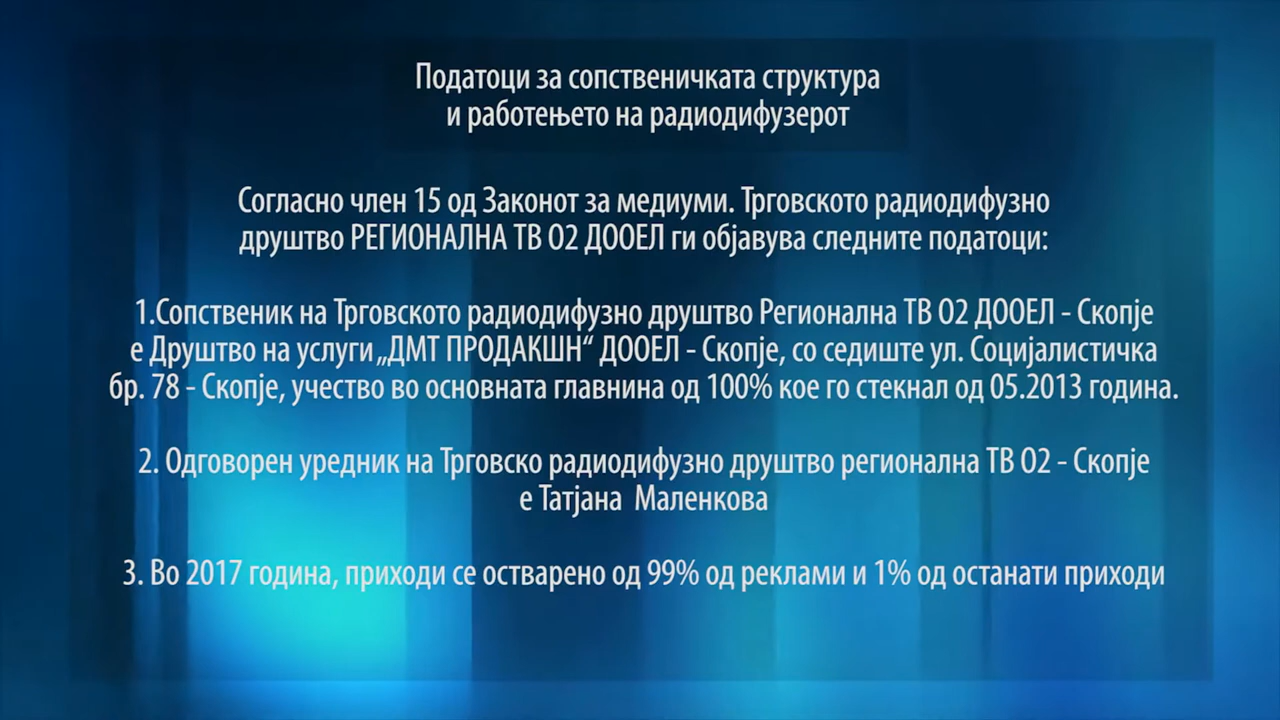 Податоци за сопственичката структура
и работењето на радиодифузерот
Согласно член 15 од Законот за медиуми. Трговското радиодифузно
друштво РЕГИОНАЛНА ТВ О2 ДООЕЛ ги објавува следните податоци:
1.Сопственик на Трговското радиодифузно друштво Регионална ТВ О2 ДООЕЛ - Скопје
е Друштво на услуги „ДМТ ПРОДАКШН“ ДООЕЛ - Скопје, со седиште ул. Социјалистичка
бр. 78 - Скопје, учество во основната главнина од 100% кое го стекнал од 05.2013 година.
2. Одговорен уредник на Трговско радиодифузно друштво регионална ТВ О2 - Скопје
е Татјана Маленкова
3. Во 2017 година, приходи се остварено од 99% од реклами и 1% од останати приходи